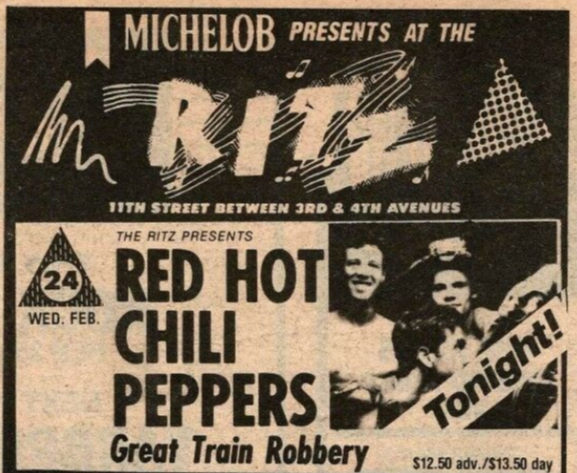 MICHELOB PRESENTS AT THE
RITZ
11TH STREET BETWEEN 3RD & 4TH AVENUES
THE RITZ PRESENTS
24
WED. FEB.
RED HOT
CHILI
PEPPERS
Tonight!
Great Train Robbery
$12.50 adv./$13.50 day